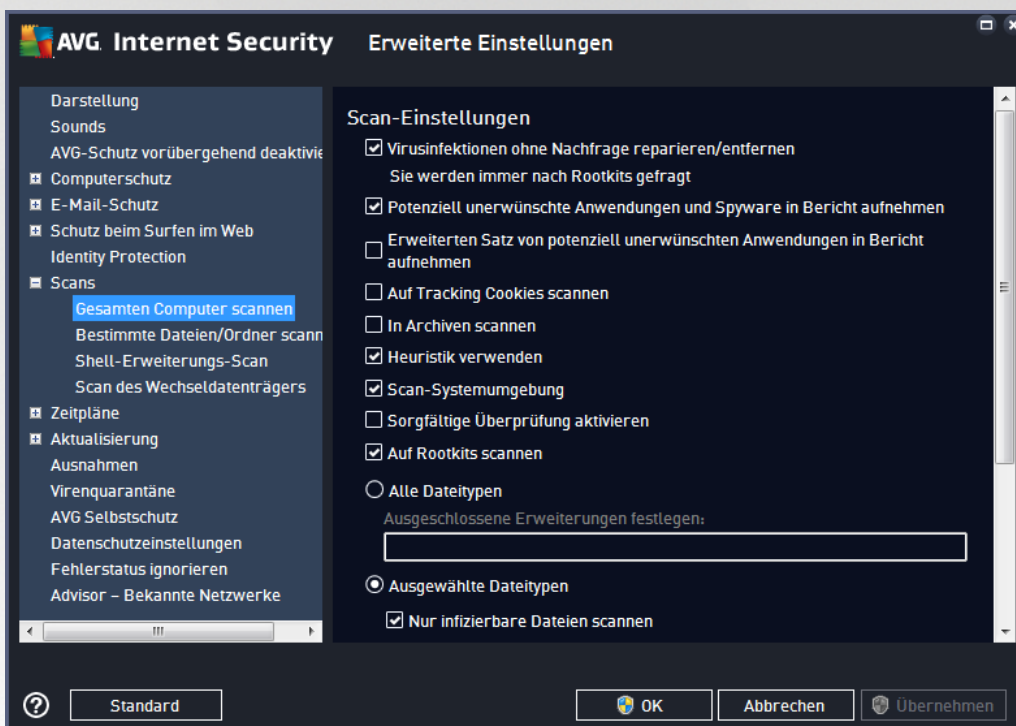 AVG. Internet Security
Erweiterte Einstellungen
Darstellung
Sounds
AVG-Schutz vorübergehend deaktivie
Computerschutz
E-Mail-Schutz
Schutz beim Surfen im Web
Identity Protection
Scans
Gesamten Computer scannen
Bestimmte Dateien/Ordner scann
Shell-Erweiterungs-Scan
Scan des Wechseldatenträgers
Zeitpläne
Aktualisierung
Ausnahmen
Virenquarantäne
AVG Selbstschutz
Datenschutzeinstellungen
Fehlerstatus ignorieren
Advisor – Bekannte Netzwerke
Scan-Einstellungen
Virusinfektionen ohne Nachfrage reparieren/entfernen
Sie werden immer nach Rootkits gefragt
Potenziell unerwünschte Anwendungen und Spyware in Bericht aufnehmen
Erweiterten Satz von potenziell unerwünschten Anwendungen in Bericht
aufnehmen
Auf Tracking Cookies scannen
In Archiven scannen
Heuristik verwenden
Scan-Systemumgebung
Sorgfältige Überprüfung aktivieren
Auf Rootkits scannen
Alle Dateitypen
Ausgeschlossene Erweiterungen festlegen:
Ausgewählte Dateitypen
Nur infizierbare Dateien scannen
? Standard
OK
Abbrechen
Übernehmen